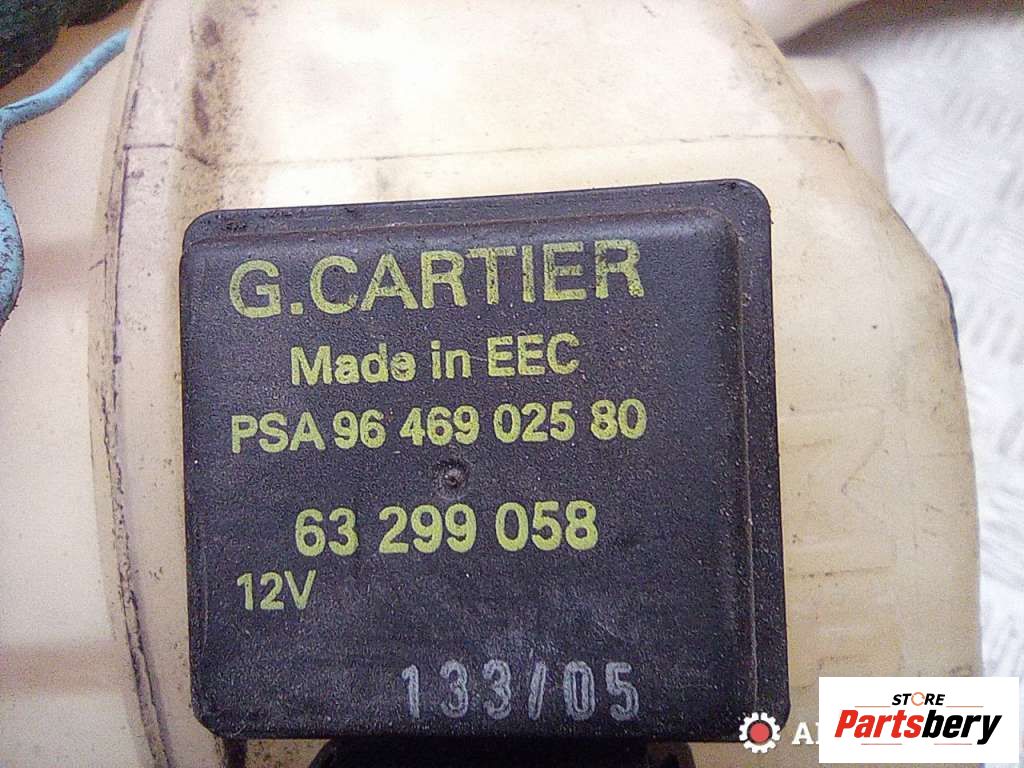 G.CARTIER
Made in EEC
PSA 96 469 025 80
63 299 058
12V
133/05
STORE
Partsbery